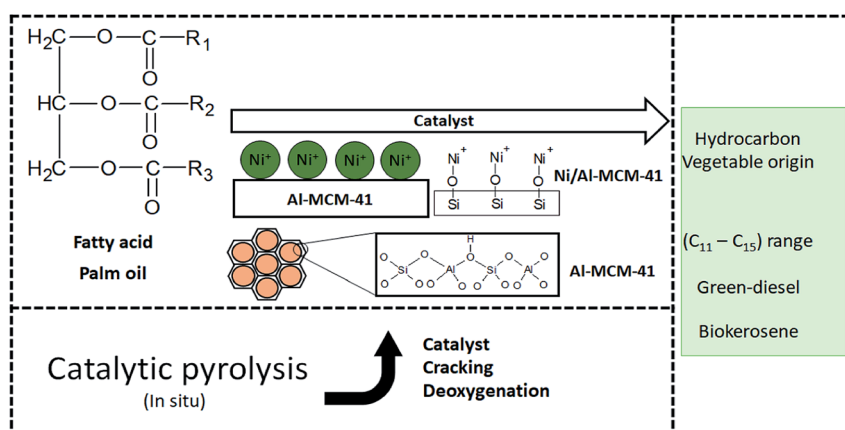 H₂C—O—C—R₁
O
HC—O—C—R₂
O
H₂C—O—C—R₃
O
Fatty acid
Palm oil
Catalyst
Ni⁺ Ni⁺ Ni⁺ Ni⁺
Al-MCM-41
Ni⁺ Ni⁺ Ni⁺
O O O
Si Si Si
Ni/Al-MCM-41
H
O O O O
Si Al Si Al
O O O O O O O O
Al-MCM-41
Hydrocarbon
Vegetable origin
(C₁₁ – C₁₅) range
Green-diesel
Biokerosene
Catalytic pyrolysis
(In situ)
Catalyst
Cracking
Deoxygenation